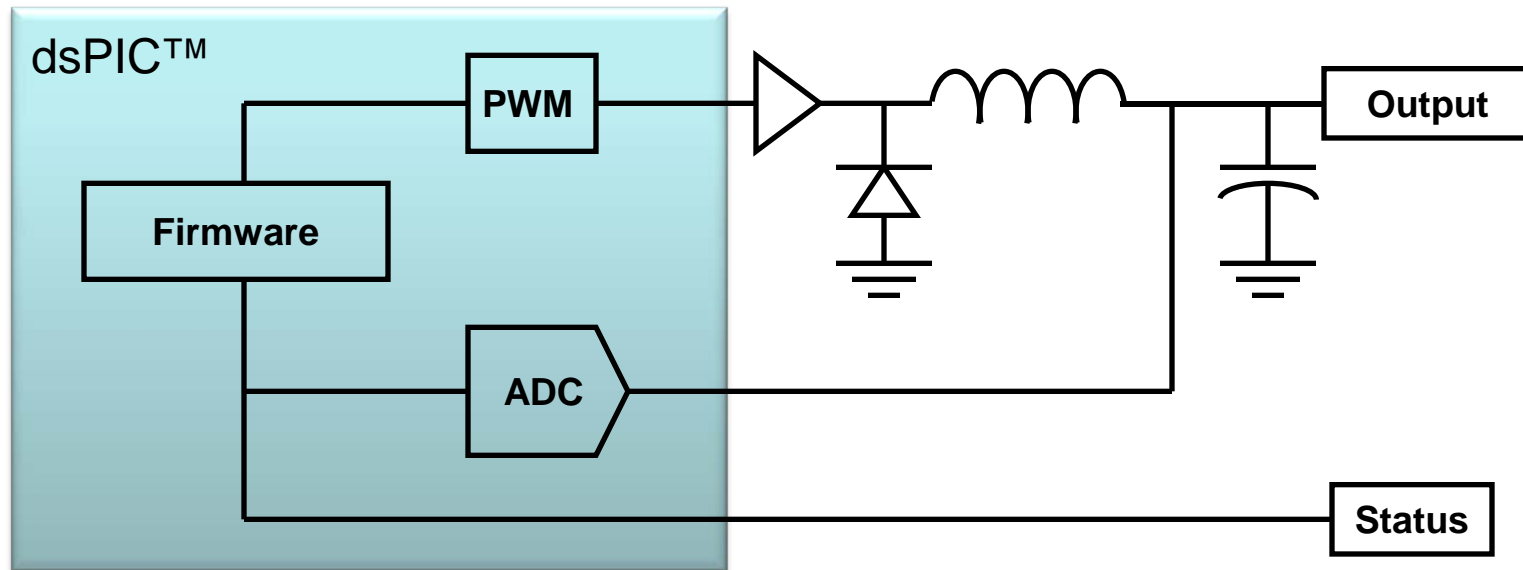 dsPIC™
PWM
Output
Firmware
ADC
Status